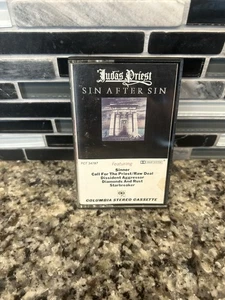 Judas Priest
SIN AFTER SIN
Featuring
Sinner
Call For The Priest/Raw Deal
Dissident Aggressor
Diamonds And Rust
Starbreaker
COLUMBIA STEREO CASSETTE